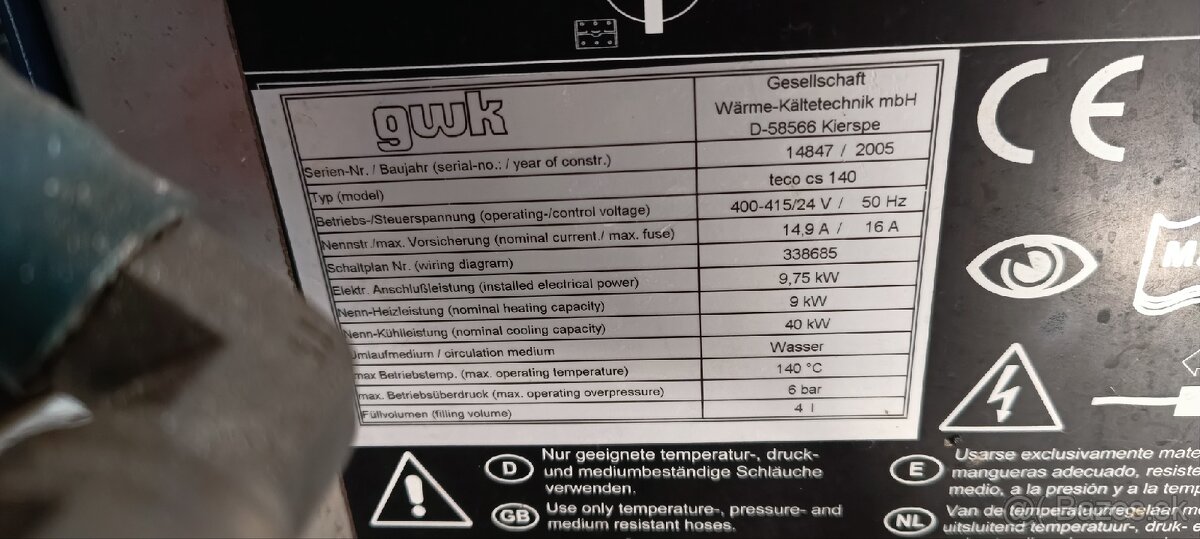 gwk
Gesellschaft
Wärme-Kältetechnik mbH
D-58566 Kierspe
Serien-Nr. / Baujahr (serial-no.: / year of constr.) 14847 / 2005
Typ (model) teco cs 140
Betriebs-/Steuerspannung (operating-/control voltage) 400-415/24 V / 50 Hz
Nennstr./max. Vorsicherung (nominal current./ max. fuse) 14,9 A / 16 A
Schaltplan Nr. (wiring diagram) 338685
Elektr. Anschlußleistung (installed electrical power) 9,75 kW
Nenn-Heizleistung (nominal heating capacity) 9 kW
Nenn-Kühlleistung (nominal cooling capacity) 40 kW
Umlaufmedium / circulation medium Wasser
max Betriebstemp. (max. operating temperature) 140 °C
max. Betriebsüberdruck (max. operating overpressure) 6 bar
Füllvolumen (filling volume) 4 l
CE
D Nur geeignete temperatur-, druck-
und mediumbeständige Schläuche
verwenden.
GB Use only temperature-, pressure- and
medium resistant hoses.
E Usarse exclusivamente
mangueras adecuado,
medio, a la presión y a la
NL Van de temperatuurregelaar
uitsluitend temperatuur-, druk-